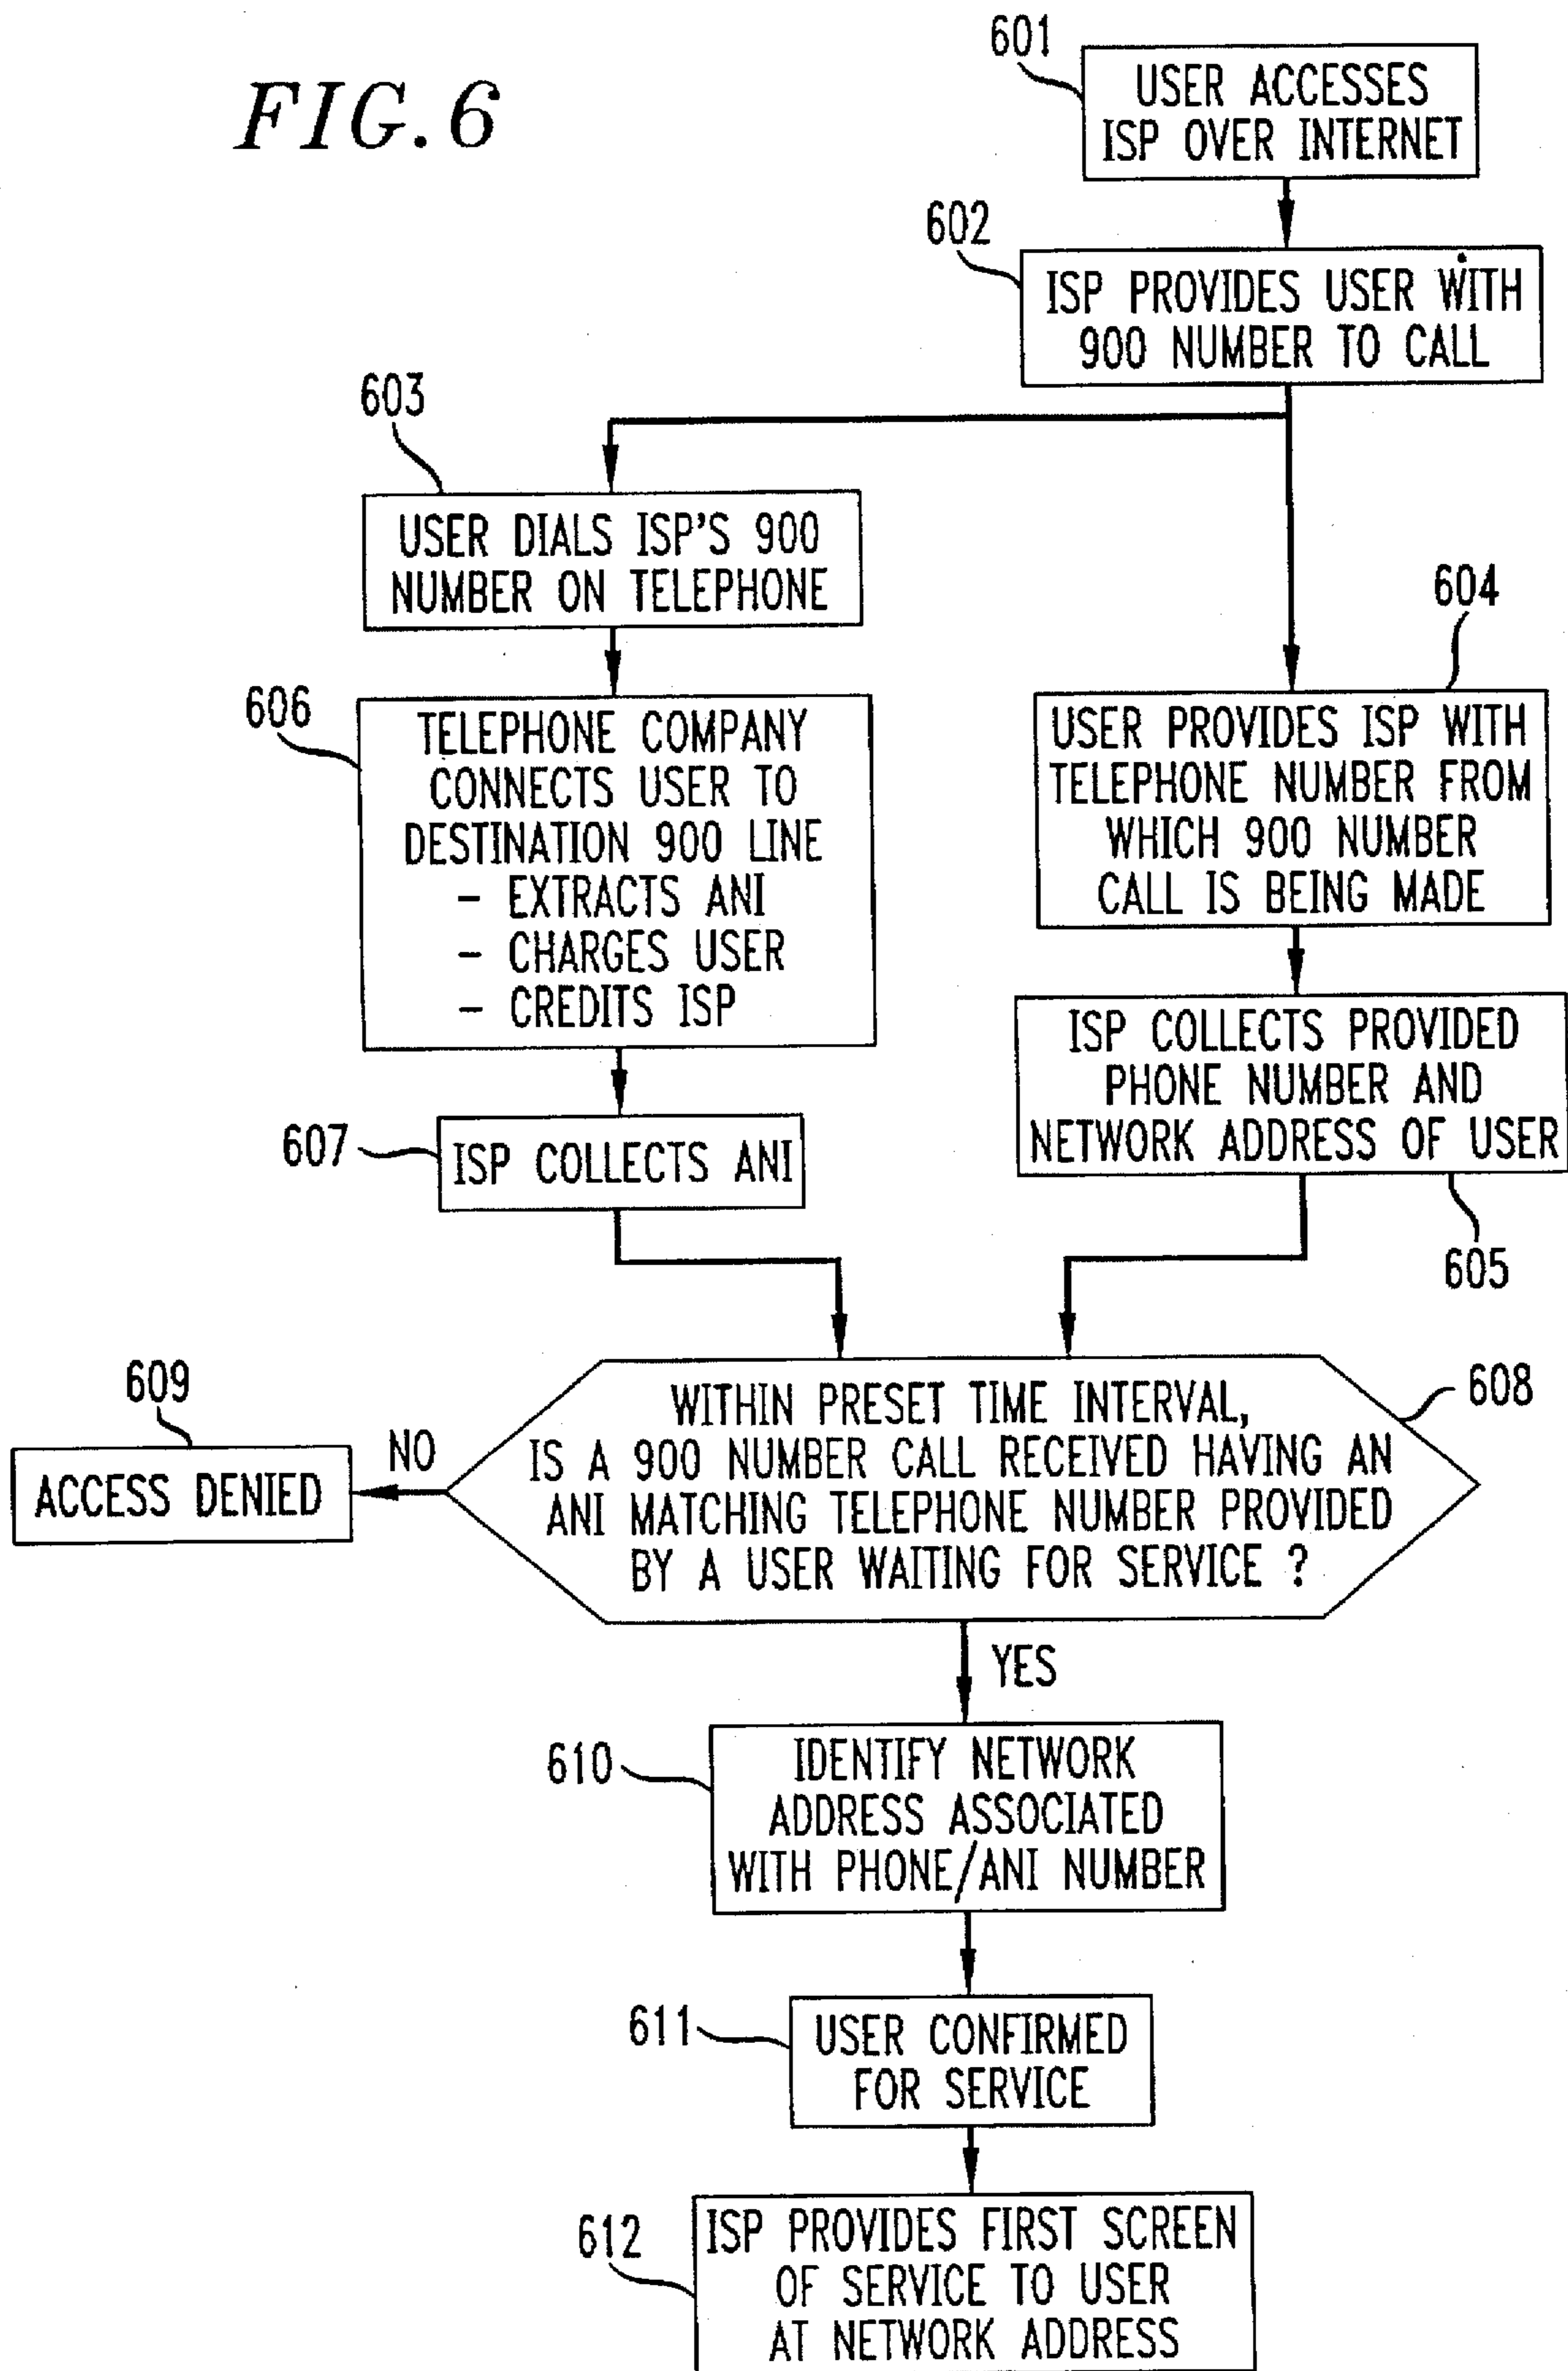 FIG. 6
601
USER ACCESSES
ISP OVER INTERNET
602
ISP PROVIDES USER WITH
900 NUMBER TO CALL
603
USER DIALS ISP'S 900
NUMBER ON TELEPHONE
604
USER PROVIDES ISP WITH
TELEPHONE NUMBER FROM
WHICH 900 NUMBER
CALL IS BEING MADE
606
TELEPHONE COMPANY
CONNECTS USER TO
DESTINATION 900 LINE
- EXTRACTS ANI
- CHARGES USER
- CREDITS ISP
ISP COLLECTS PROVIDED
PHONE NUMBER AND
NETWORK ADDRESS OF USER
605
607
ISP COLLECTS ANI
608
WITHIN PRESET TIME INTERVAL,
IS A 900 NUMBER CALL RECEIVED HAVING AN
ANI MATCHING TELEPHONE NUMBER PROVIDED
BY A USER WAITING FOR SERVICE ?
609
NO
ACCESS DENIED
YES
610
IDENTIFY NETWORK
ADDRESS ASSOCIATED
WITH PHONE/ANI NUMBER
611
USER CONFIRMED
FOR SERVICE
612
ISP PROVIDES FIRST SCREEN
OF SERVICE TO USER
AT NETWORK ADDRESS